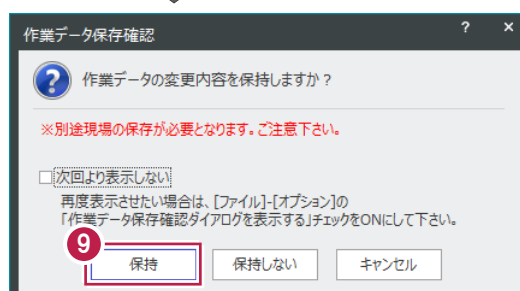 作業データ保存確認
? ×
?
作業データの変更内容を保持しますか？
※別途現場の保存が必要となります。ご注意下さい。
次回より表示しない
再度表示させたい場合は、[ファイル]-[オプション]の
「作業データ保存確認ダイアログを表示する」チェックをONにして下さい。
9
保持 保持しない キャンセル